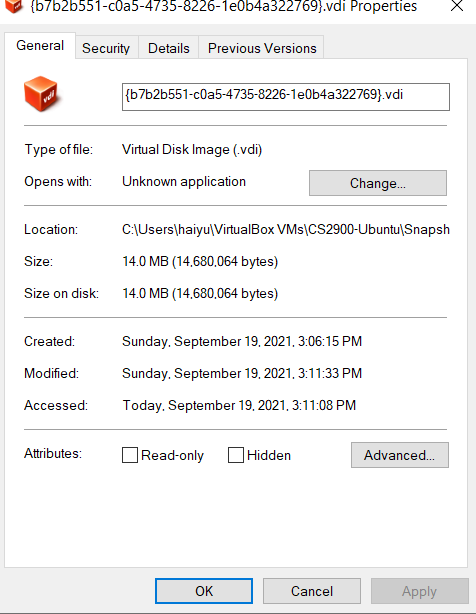 {b7b2b551-c0a5-4735-8226-1e0b4a322769}.vdi Properties
General Security Details Previous Versions
vdi {b7b2b551-c0a5-4735-8226-1e0b4a322769}.vdi
Type of file: Virtual Disk Image (.vdi)
Opens with: Unknown application Change...
Location: C:\Users\haiyu\VirtualBox VMs\CS2900-Ubuntu\Snapsh
Size: 14.0 MB (14,680,064 bytes)
Size on disk: 14.0 MB (14,680,064 bytes)
Created: Sunday, September 19, 2021, 3:06:15 PM
Modified: Sunday, September 19, 2021, 3:11:33 PM
Accessed: Today, September 19, 2021, 3:11:08 PM
Attributes: Read-only Hidden Advanced...
OK Cancel Apply